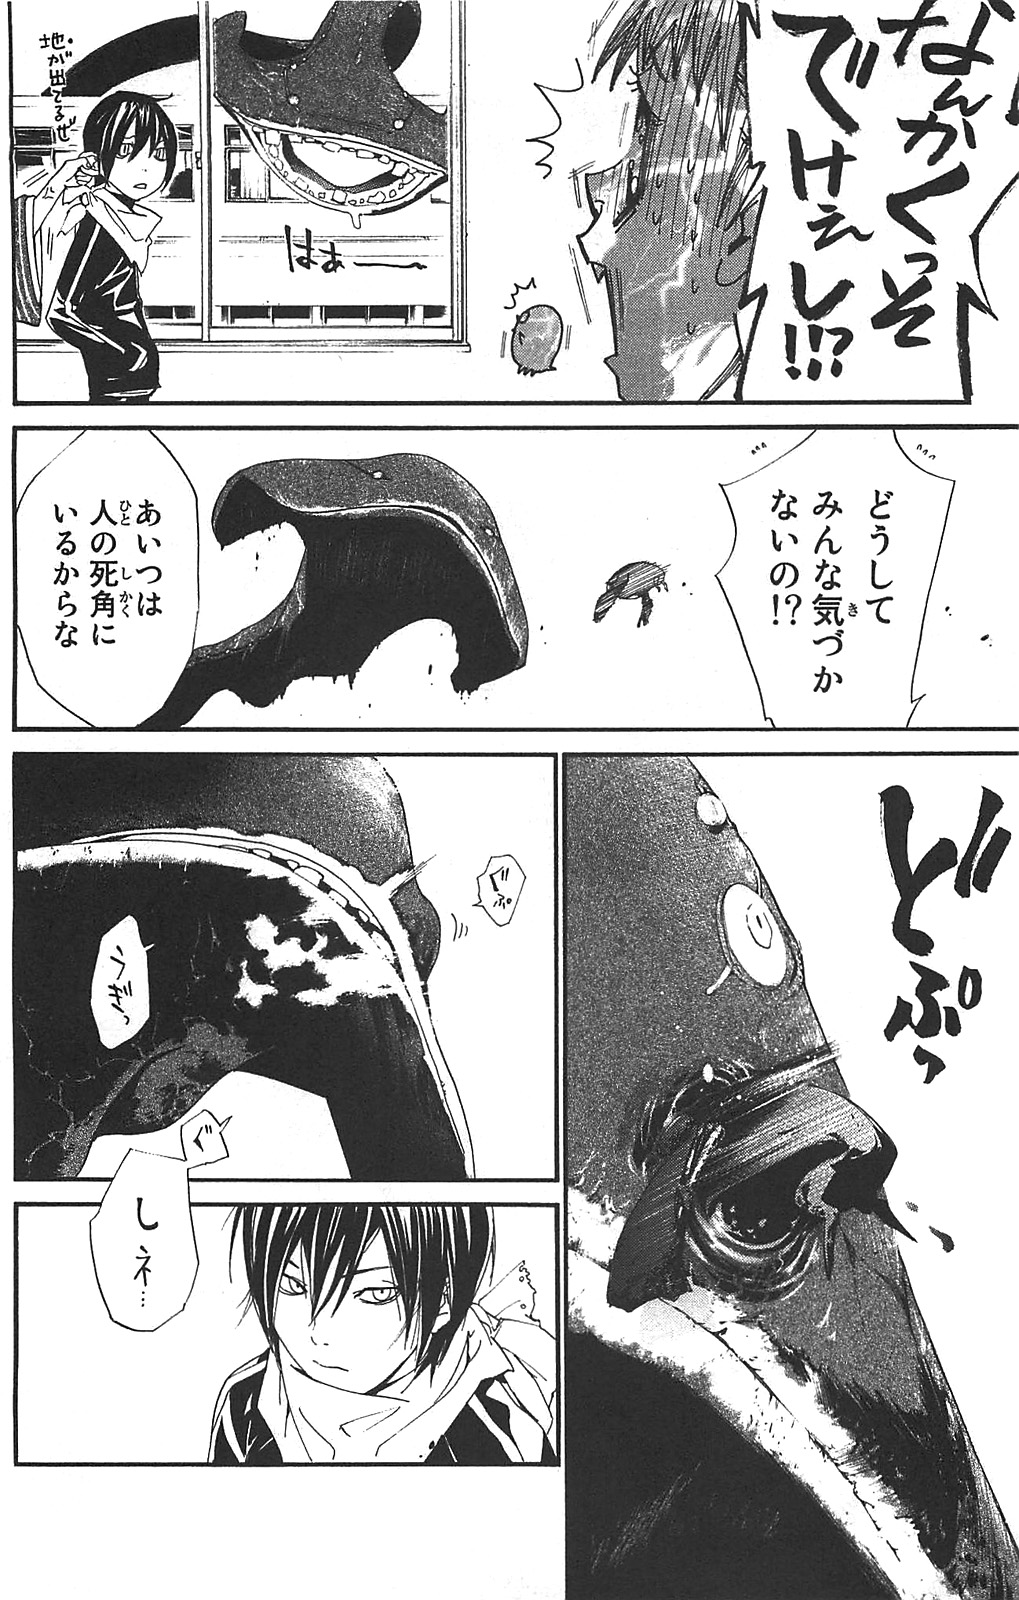 なんかくっそ
でけぇし!!?
はぁー
地が出てるぜ
どうして
みんな気づか
ないの!?
あいつは
人の死角に
いるからな
どぷっ
ぐぷ
うぎっ
ぐ
しネ…